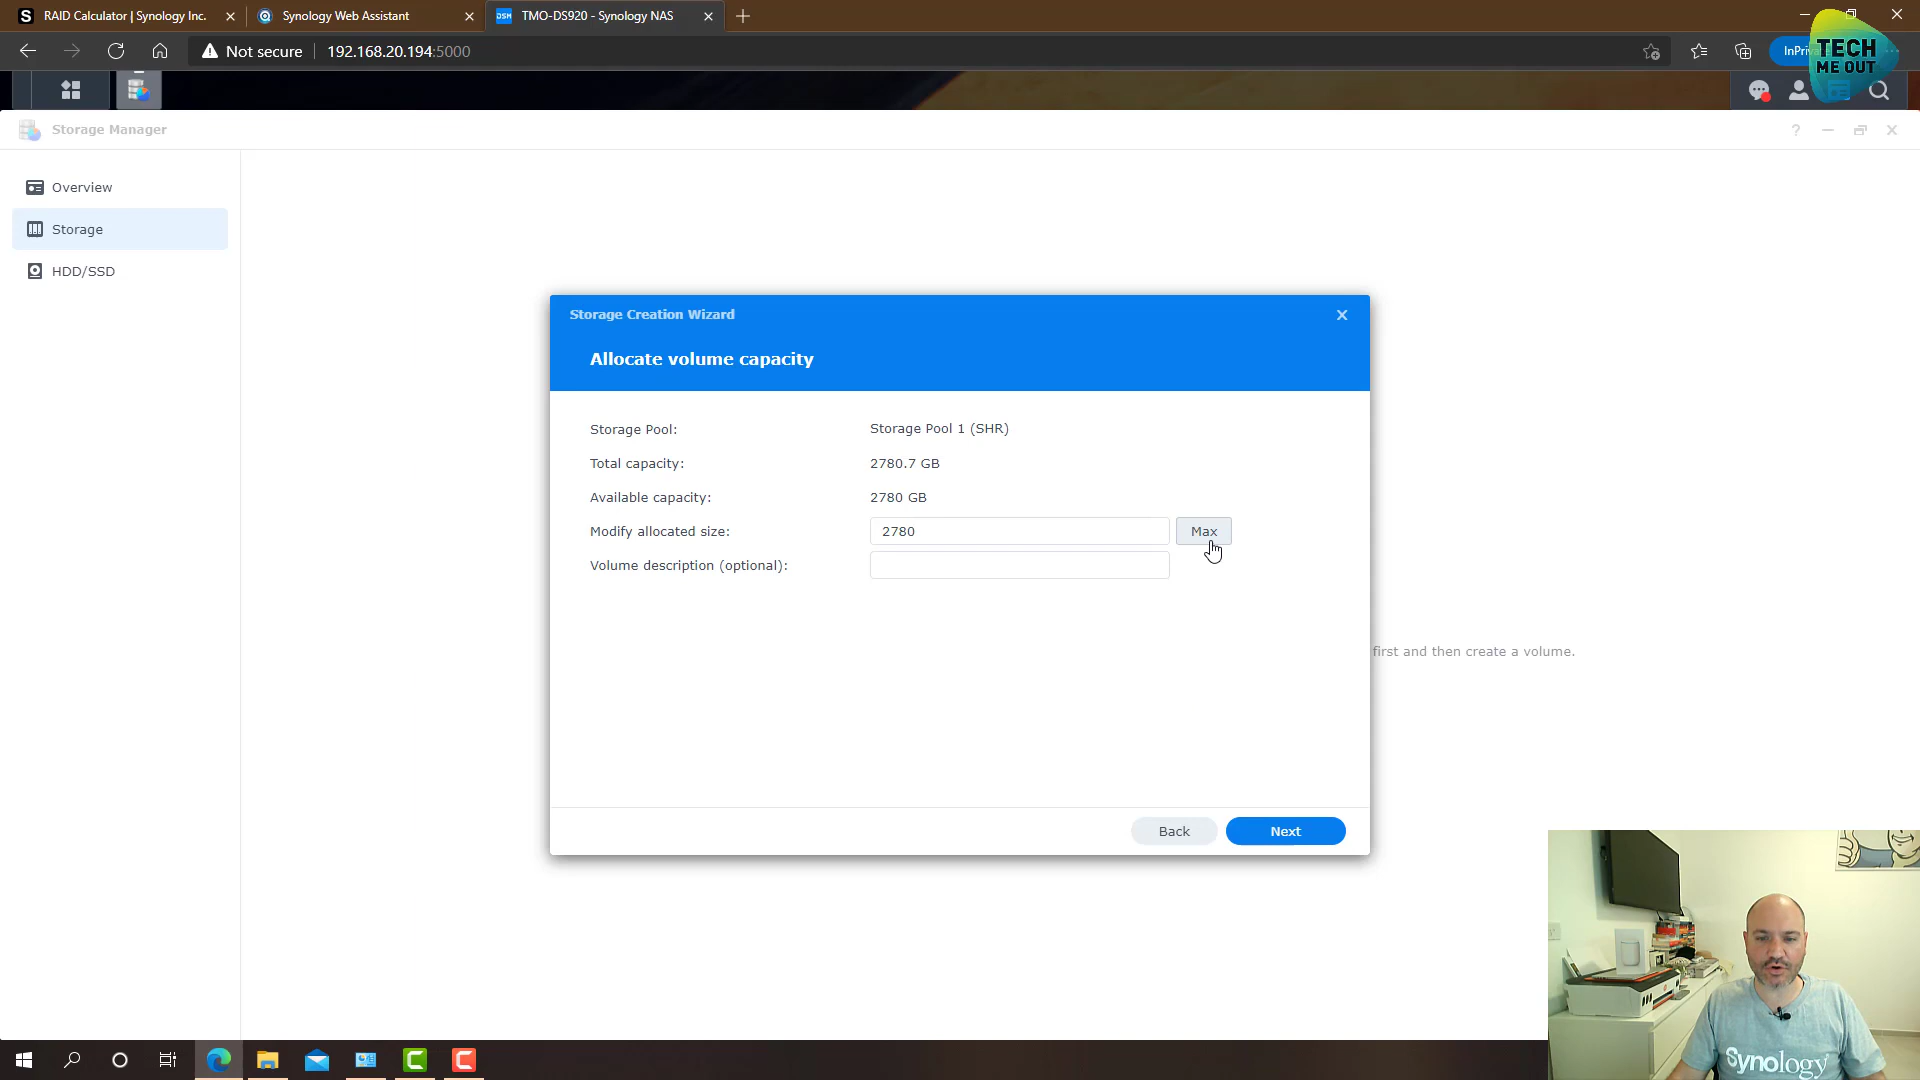 RAID Calculator | Synology Inc.
Synology Web Assistant
DSM
TMO-DS920 - Synology NAS
Not secure
192.168.20.194:5000
TECH
ME OUT
Storage Manager
?
Overview
Storage
HDD/SSD
Storage Creation Wizard
Allocate volume capacity
Storage Pool:
Storage Pool 1 (SHR)
Total capacity:
2780.7 GB
Available capacity:
2780 GB
Modify allocated size:
2780
Max
Volume description (optional):
first and then create a volume.
Back
Next
Synology